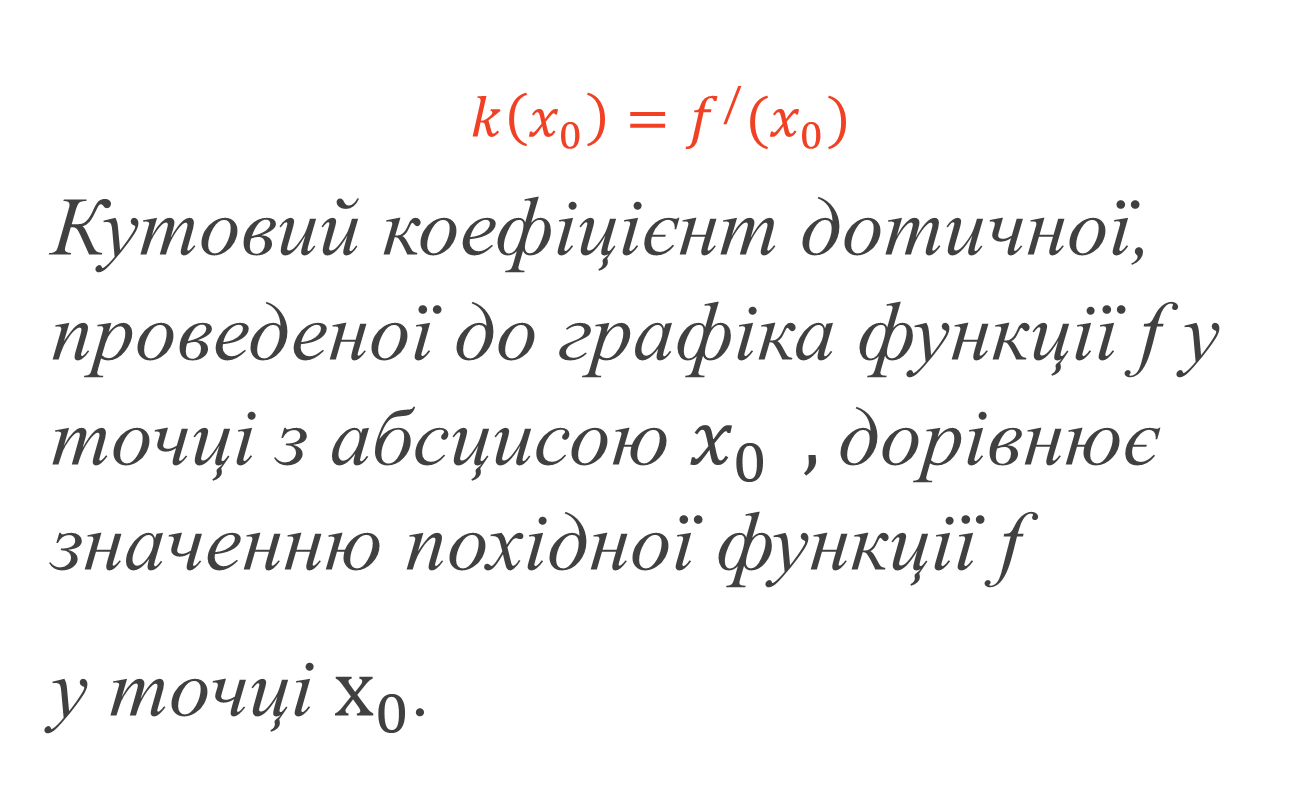 k(x₀) = f ′(x₀)
Кутовий коефіцієнт дотичної,
проведеної до графіка функції f у
точці з абсцисою x₀ , дорівнює
значенню похідної функції f
у точці x₀.